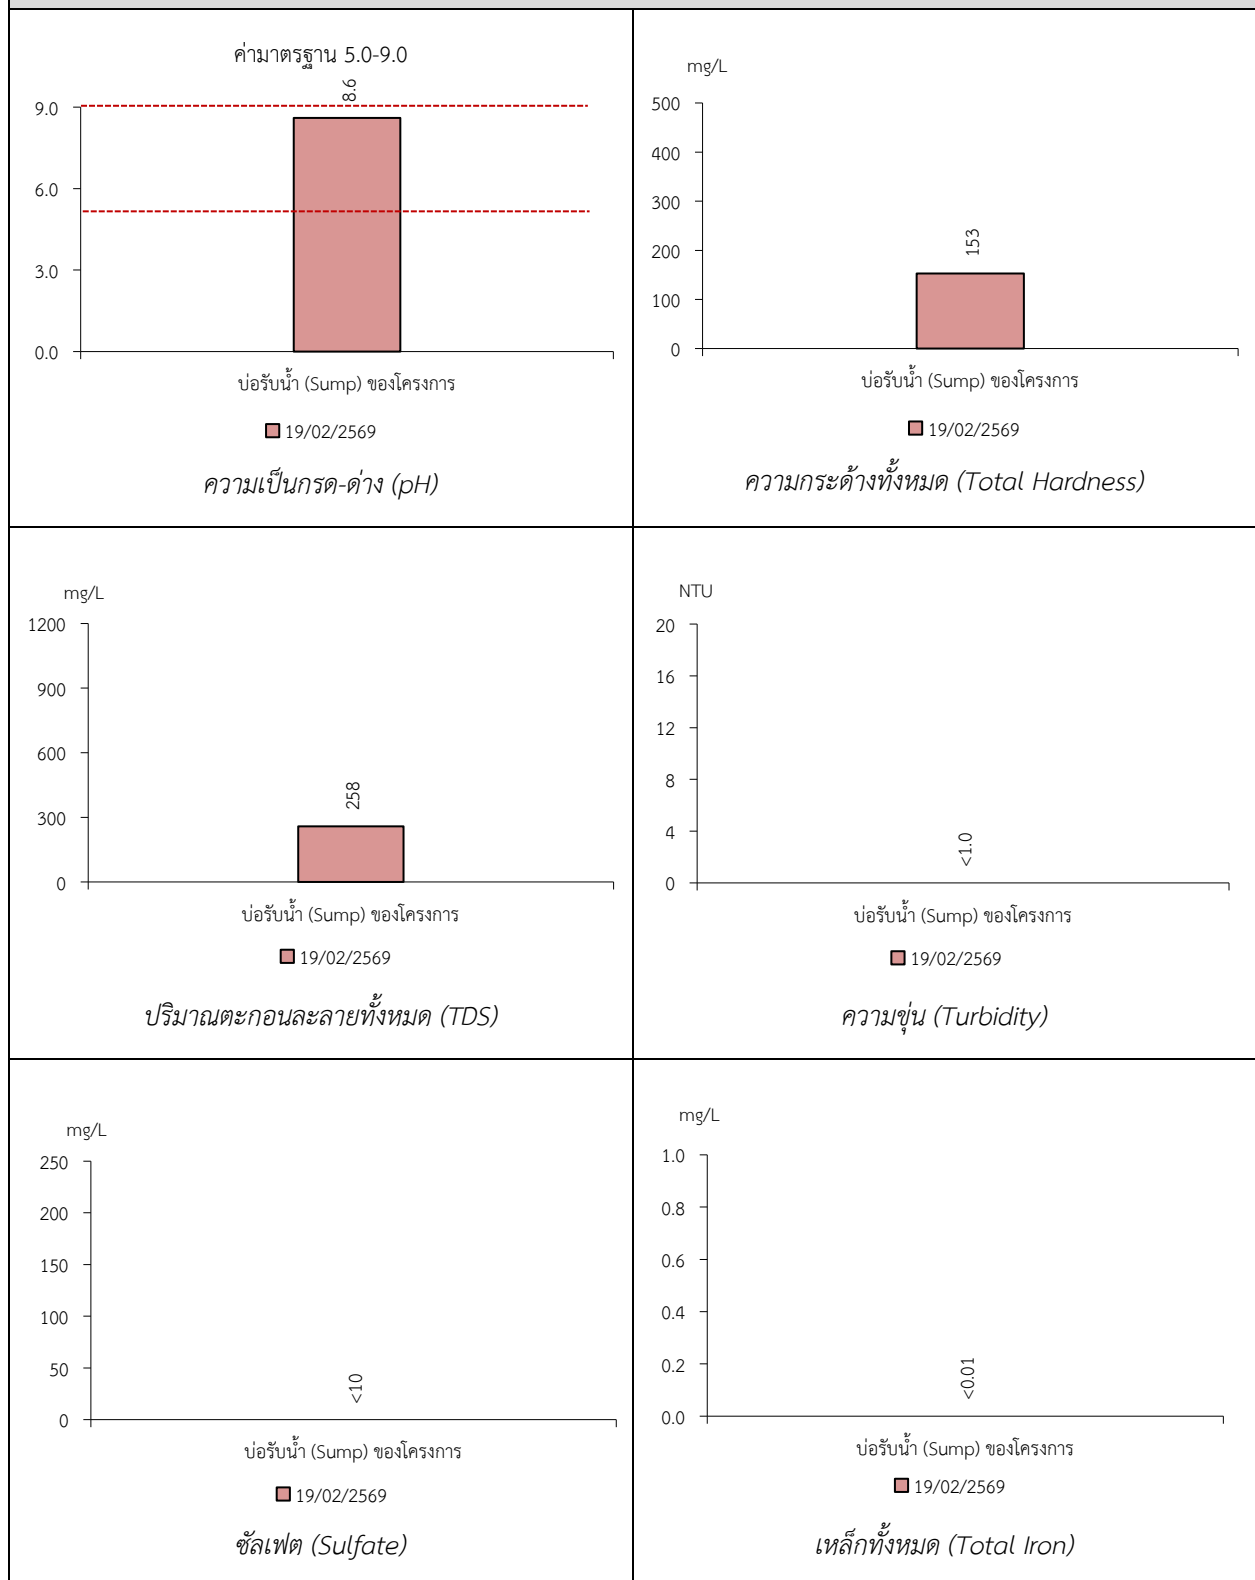 ค่ามาตรฐาน 5.0-9.0
8.6
9.0
6.0
3.0
0.0
บ่อรับน้ำ (Sump) ของโครงการ
19/02/2569
ความเป็นกรด-ด่าง (pH)
mg/L
500
400
300
200
100
0
153
บ่อรับน้ำ (Sump) ของโครงการ
19/02/2569
ความกระด้างทั้งหมด (Total Hardness)
mg/L
1200
900
600
300
0
258
บ่อรับน้ำ (Sump) ของโครงการ
19/02/2569
ปริมาณตะกอนละลายทั้งหมด (TDS)
NTU
20
16
12
8
4
0
<1.0
บ่อรับน้ำ (Sump) ของโครงการ
19/02/2569
ความขุ่น (Turbidity)
mg/L
250
200
150
100
50
0
<10
บ่อรับน้ำ (Sump) ของโครงการ
19/02/2569
ซัลเฟต (Sulfate)
mg/L
1.0
0.8
0.6
0.4
0.2
0.0
<0.01
บ่อรับน้ำ (Sump) ของโครงการ
19/02/2569
เหล็กทั้งหมด (Total Iron)